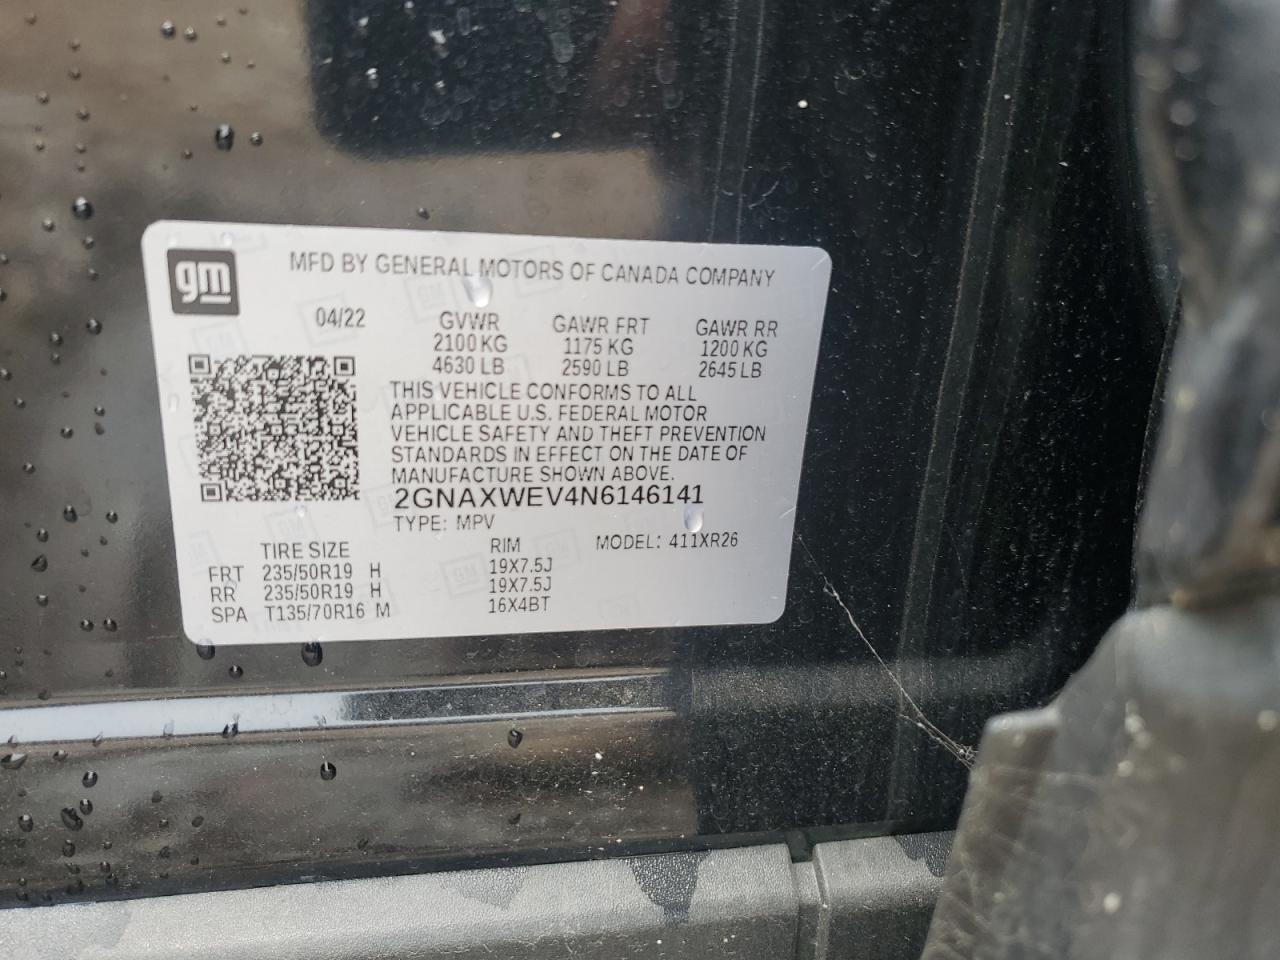 gm
MFD BY GENERAL MOTORS OF CANADA COMPANY
04/22 GVWR GAWR FRT GAWR RR
2100 KG 1175 KG 1200 KG
4630 LB 2590 LB 2645 LB
THIS VEHICLE CONFORMS TO ALL
APPLICABLE U.S. FEDERAL MOTOR
VEHICLE SAFETY AND THEFT PREVENTION
STANDARDS IN EFFECT ON THE DATE OF
MANUFACTURE SHOWN ABOVE.
2GNAXWEV4N6146141
TYPE: MPV MODEL: 411XR26
TIRE SIZE RIM
FRT 235/50R19 H 19X7.5J
RR 235/50R19 H 19X7.5J
SPA T135/70R16 M 16X4BT